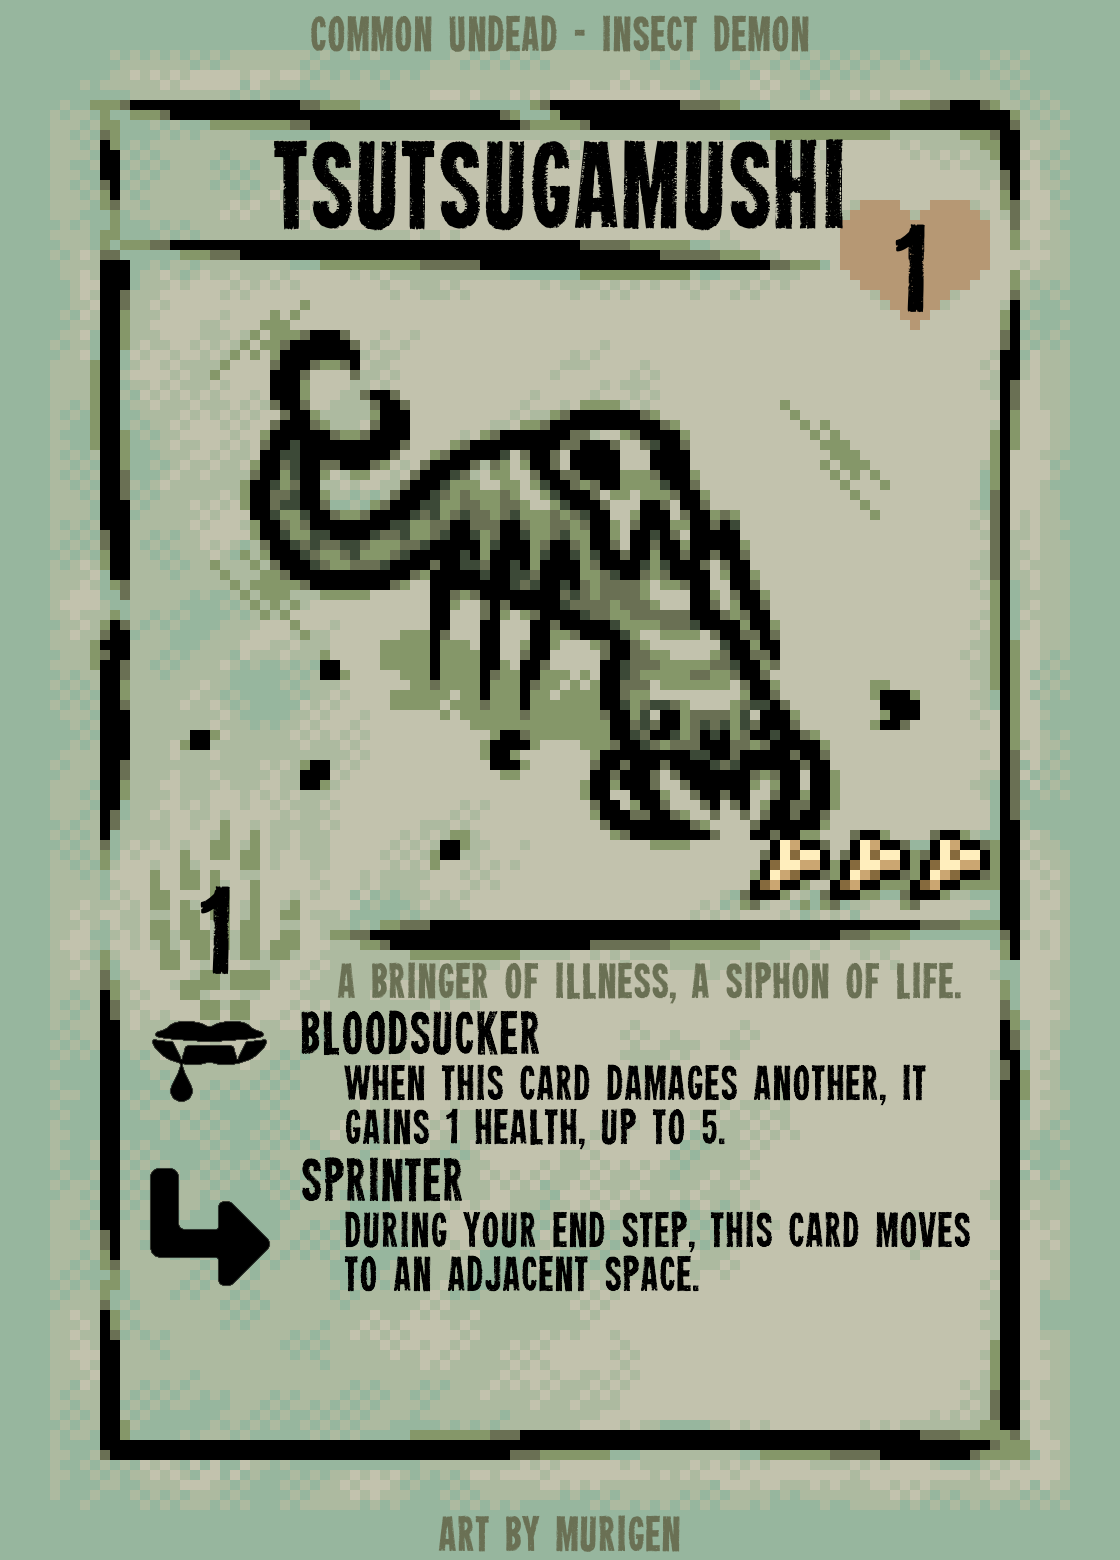 COMMON UNDEAD - INSECT DEMON
TSUTSUGAMUSHI
1
1
A BRINGER OF ILLNESS, A SIPHON OF LIFE.
BLOODSUCKER
WHEN THIS CARD DAMAGES ANOTHER, IT
GAINS 1 HEALTH, UP TO 5.
SPRINTER
DURING YOUR END STEP, THIS CARD MOVES
TO AN ADJACENT SPACE.
ART BY MURIGEN